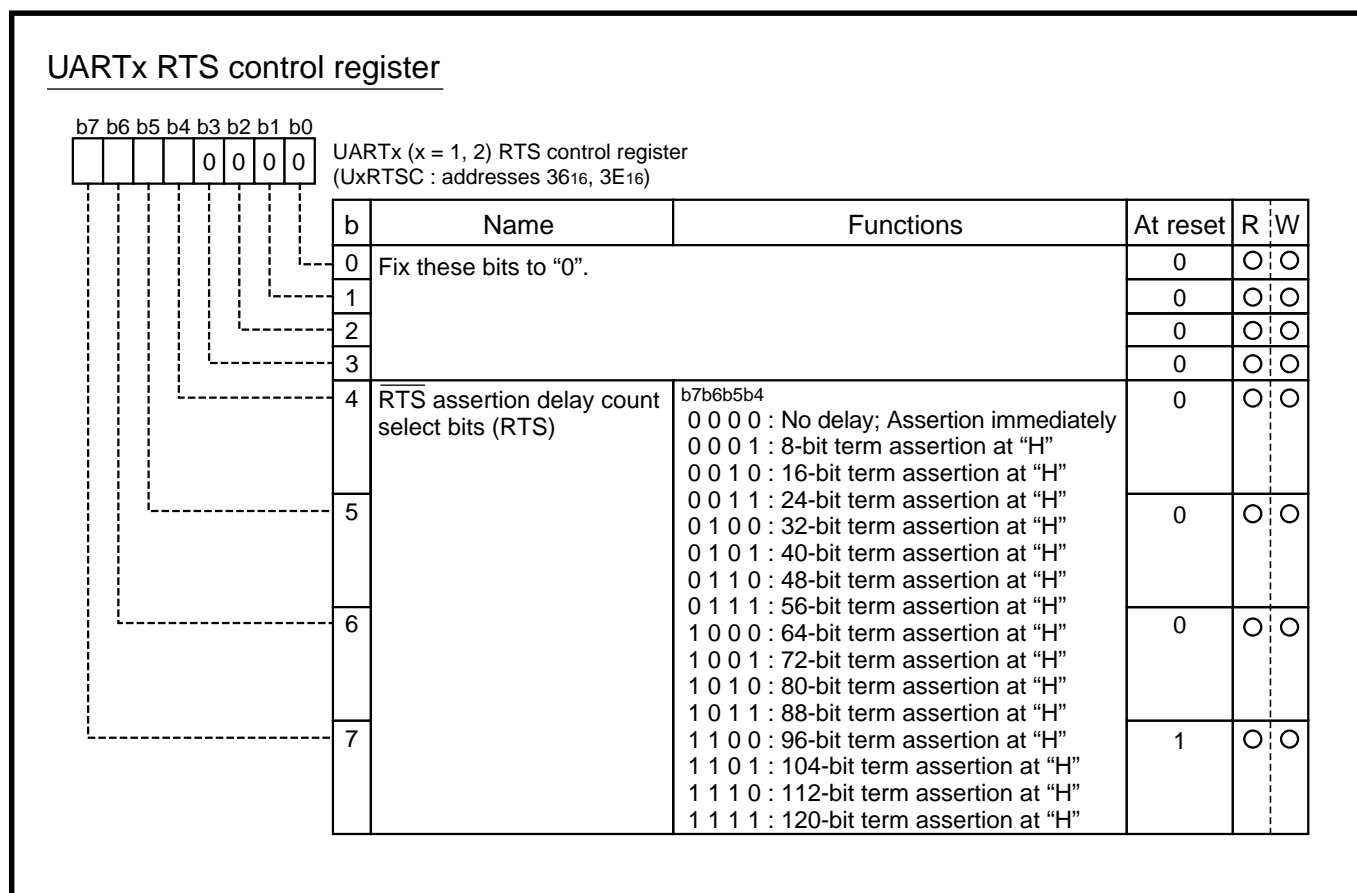 UARTx RTS control register
b7 b6 b5 b4 b3 b2 b1 b0
0 0 0 0
UARTx (x = 1, 2) RTS control register
(UxRTSC : addresses 3616, 3E16)
b Name Functions At reset R W
0 Fix these bits to “0”. 0 O O
1 0 O O
2 0 O O
3 0 O O
4 RTS assertion delay count b7b6b5b4 0 O O
select bits (RTS) 0 0 0 0 : No delay; Assertion immediately
0 0 0 1 : 8-bit term assertion at “H”
0 0 1 0 : 16-bit term assertion at “H”
0 0 1 1 : 24-bit term assertion at “H”
5 0 1 0 0 : 32-bit term assertion at “H” 0 O O
0 1 0 1 : 40-bit term assertion at “H”
0 1 1 0 : 48-bit term assertion at “H”
0 1 1 1 : 56-bit term assertion at “H”
6 1 0 0 0 : 64-bit term assertion at “H” 0 O O
1 0 0 1 : 72-bit term assertion at “H”
1 0 1 0 : 80-bit term assertion at “H”
1 0 1 1 : 88-bit term assertion at “H”
7 1 1 0 0 : 96-bit term assertion at “H” 1 O O
1 1 0 1 : 104-bit term assertion at “H”
1 1 1 0 : 112-bit term assertion at “H”
1 1 1 1 : 120-bit term assertion at “H”